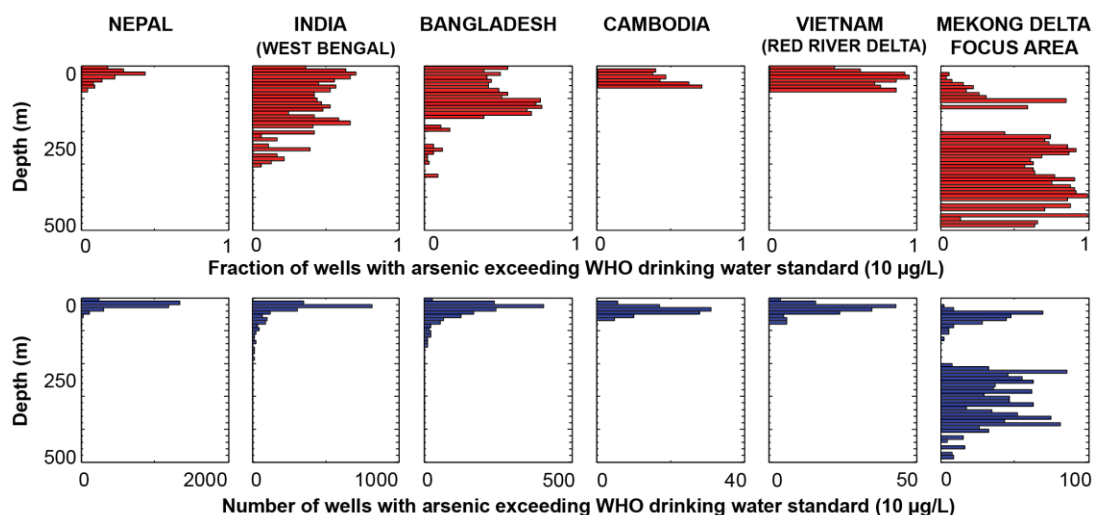 NEPAL
INDIA
(WEST BENGAL)
BANGLADESH
CAMBODIA
VIETNAM
(RED RIVER DELTA)
MEKONG DELTA
FOCUS AREA
Depth (m)
0
250
500
0 1
0 1
0 1
0 1
0 1
0 1
Fraction of wells with arsenic exceeding WHO drinking water standard (10 µg/L)
Depth (m)
0
250
500
0 2000
0 1000
0 500
0 40
0 50
0 100
Number of wells with arsenic exceeding WHO drinking water standard (10 µg/L)